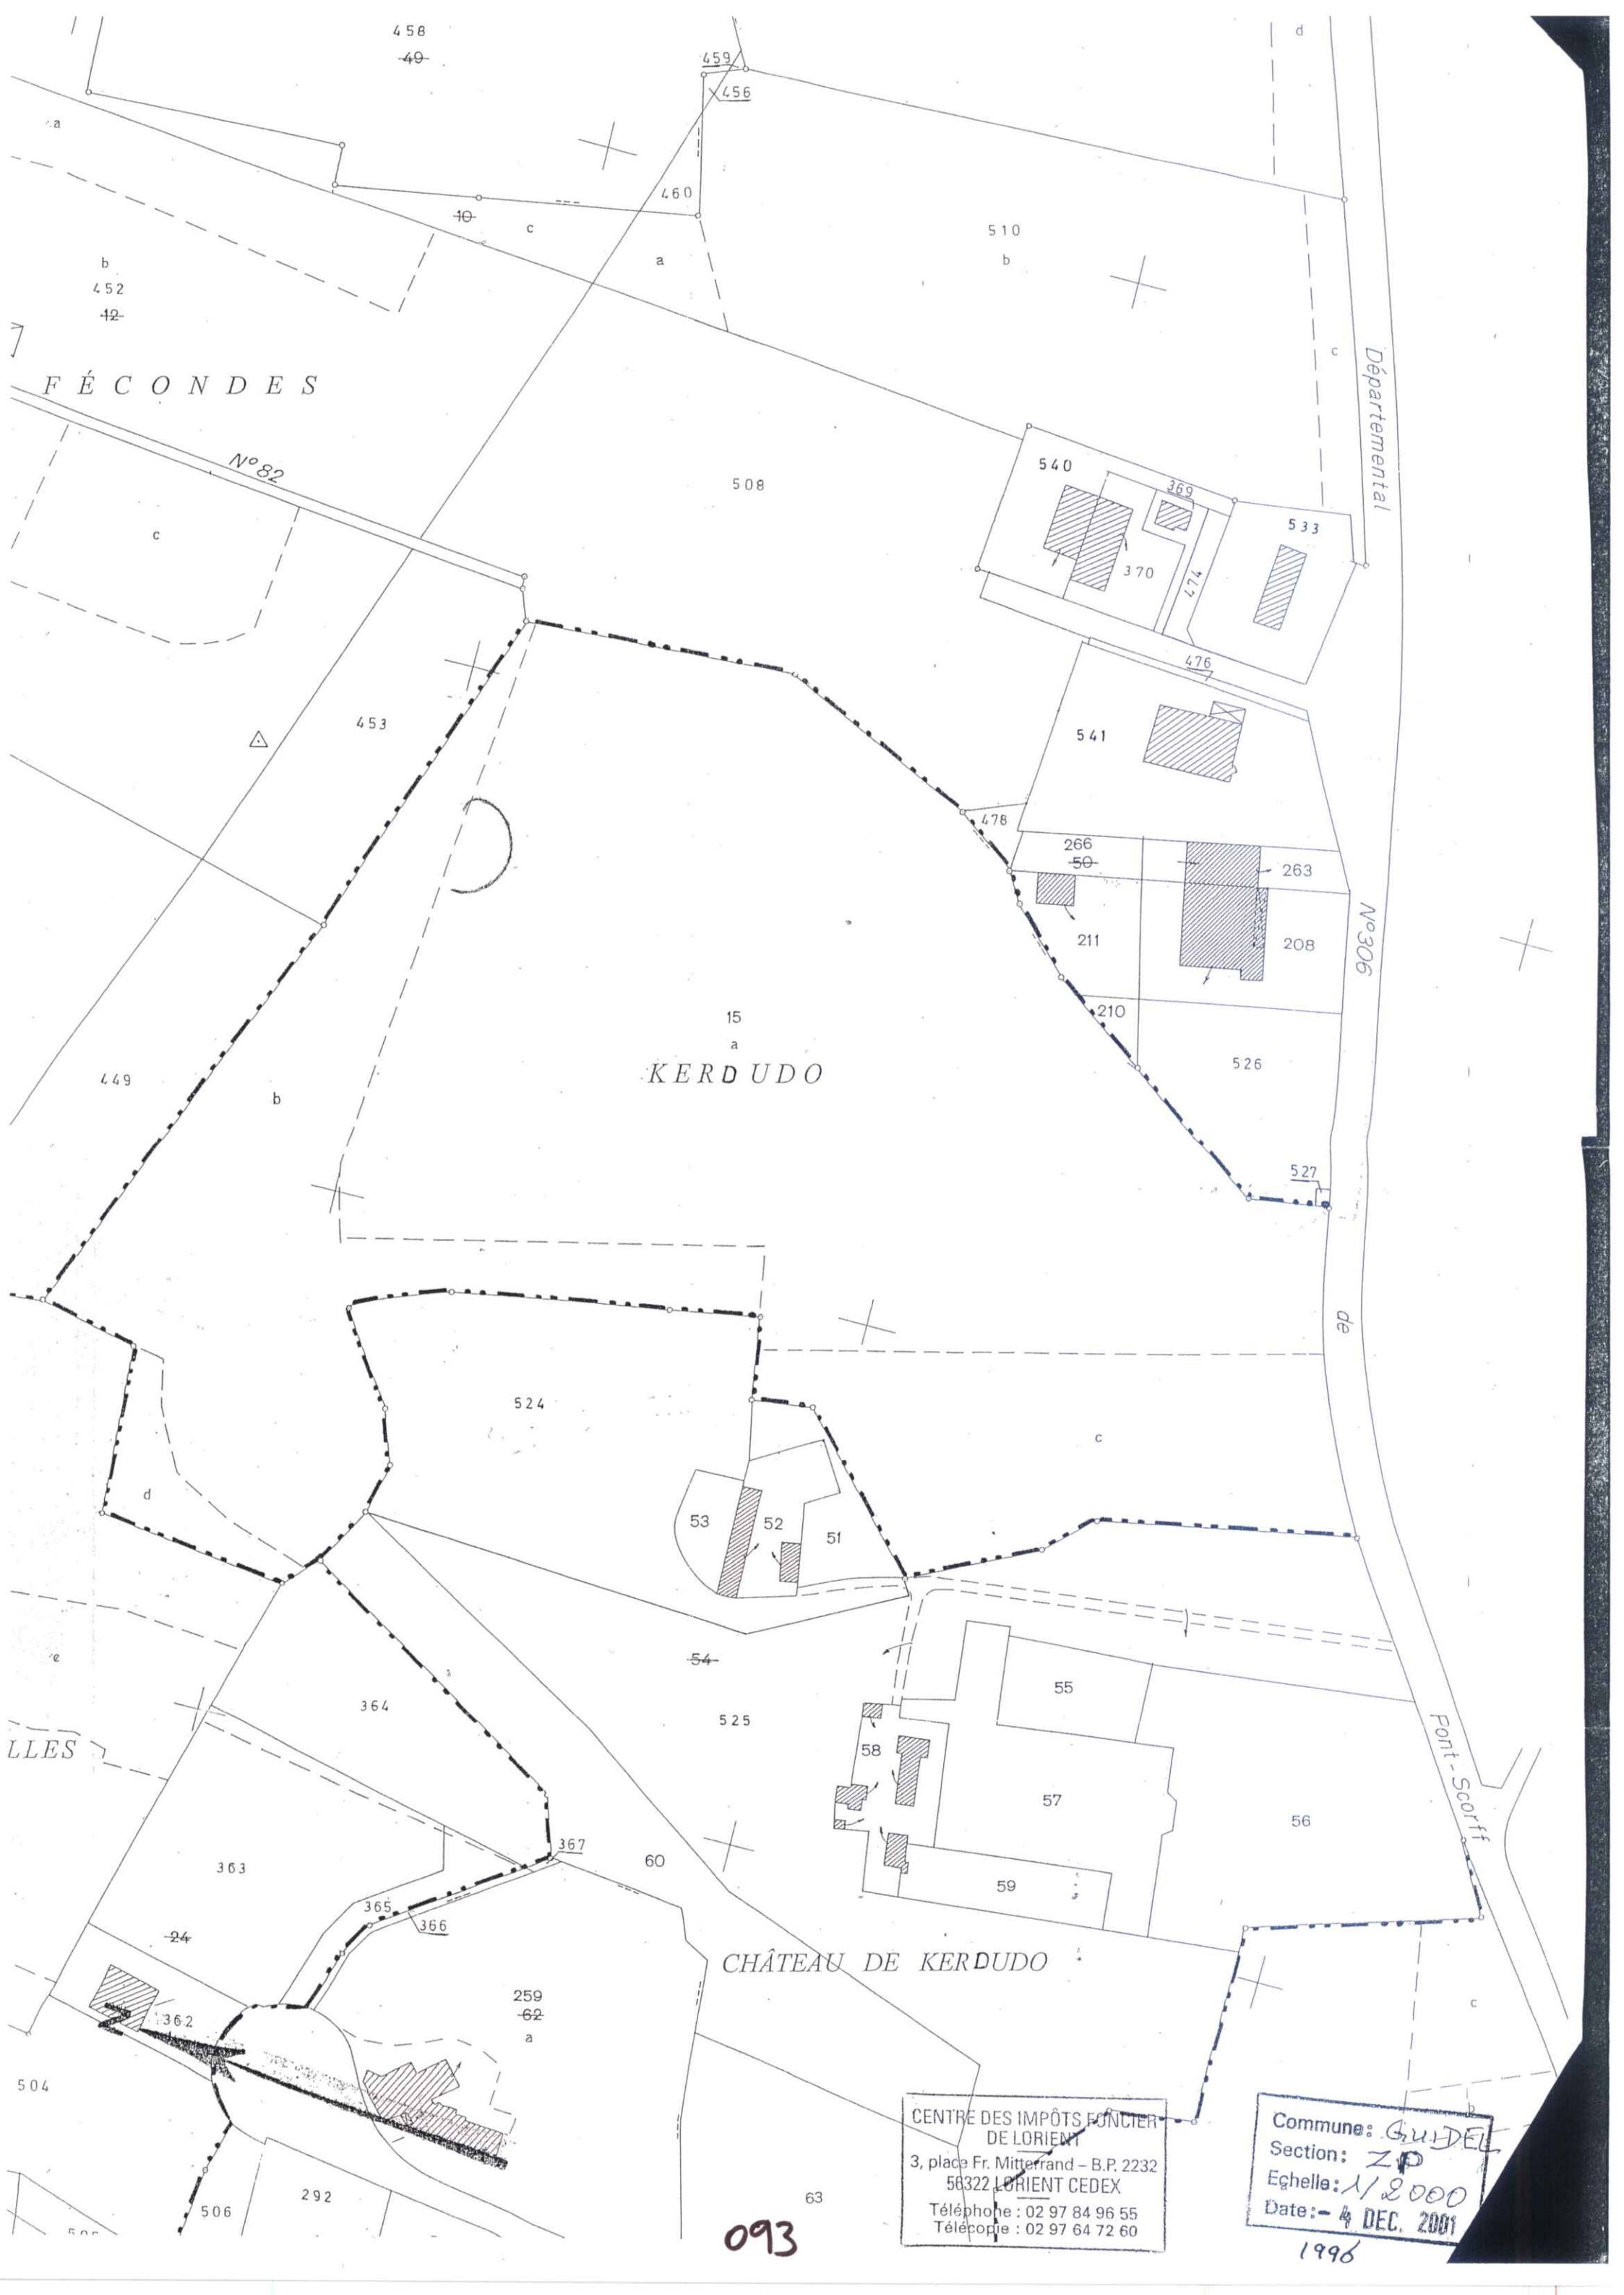 458
49
d
459
456
a
460
10
c
a
510
b
b
452
12
c
Départemental
FÉCONDES
N°82
508
540
369
533
c
370
474
476
453
541
478
266
50
263
211
208
N°306
15
a
KERDUDO
210
526
449
b
527
de
524
c
d
53
52
51
e
54
364
525
55
LLES
58
Pont-Scorff
57
56
367
363
60
59
365
366
24
CHÂTEAU DE KERDUDO
259
62
a
c
Z
362
504
b
CENTRE DES IMPÔTS FONCIER
DE LORIENT
3, place Fr. Mitterrand – B.P. 2232
56322 LORIENT CEDEX
Téléphone : 02 97 84 96 55
Télécopie : 02 97 64 72 60
Commune: GUIDEL
Section: ZP
Echelle: 1/2000
Date: - 4 DEC. 2001
1996
506
292
63
093